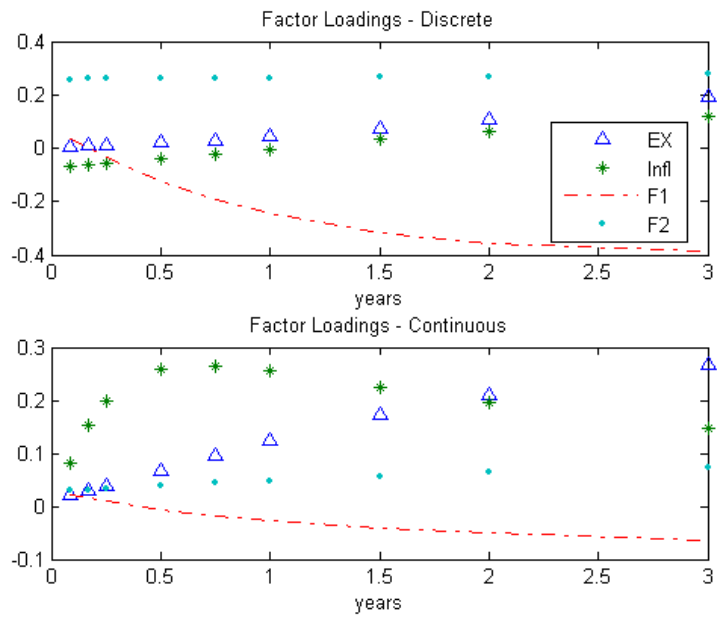 Factor Loadings - Discrete
0.4
0.2
0
-0.2
-0.4
EX
Infl
F1
F2
0 0.5 1 1.5 2 2.5 3
years
Factor Loadings - Continuous
0.3
0.2
0.1
0
-0.1
0 0.5 1 1.5 2 2.5 3
years